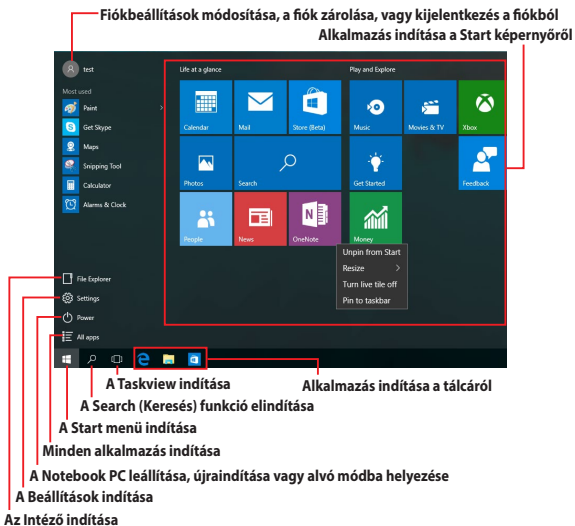 Fiókbeállítások módosítása, a fiók zárolása, vagy kijelentkezés a fiókból
Alkalmazás indítása a Start képernyőről
test
Most used
Paint
Get Skype
Maps
Snipping Tool
Calculator
Alarms & Clock
File Explorer
Settings
Power
All apps
Life at a glance
Play and Explore
Calendar
Mail
Store (Beta)
Music
Movies & TV
Xbox
Photos
Search
Get Started
Feedback
People
News
OneNote
Money
Unpin from Start
Resize
Turn live tile off
Pin to taskbar
A Taskview indítása
Alkalmazás indítása a tálcáról
A Search (Keresés) funkció elindítása
A Start menü indítása
Minden alkalmazás indítása
A Notebook PC leállítása, újraindítása vagy alvó módba helyezése
A Beállítások indítása
Az Intéző indítása